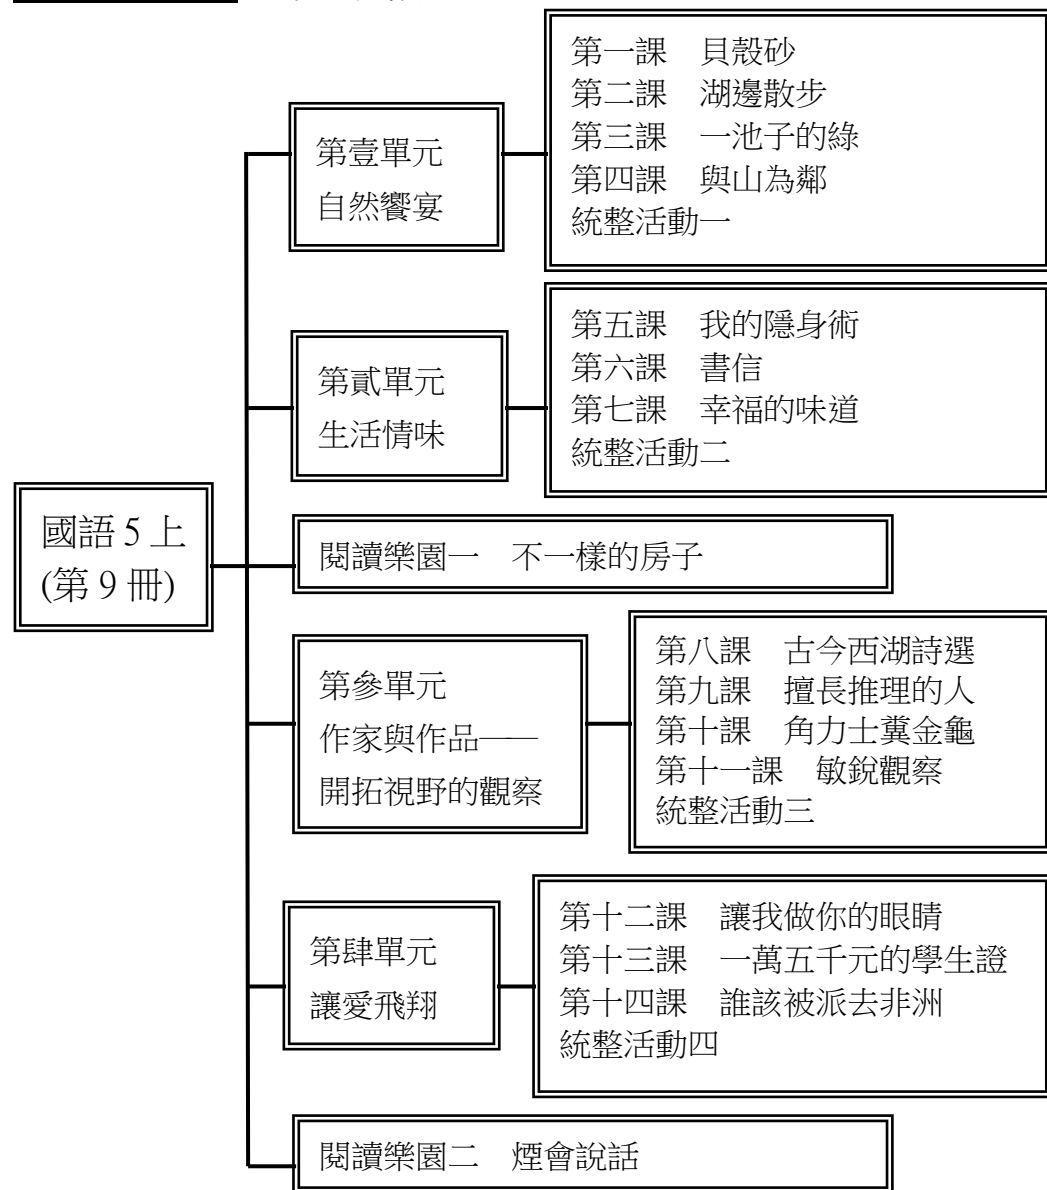 國語 5 上
(第 9 冊)
第壹單元
自然饗宴
第一課　貝殼砂
第二課　湖邊散步
第三課　一池子的綠
第四課　與山為鄰
統整活動一
第貳單元
生活情味
第五課　我的隱身術
第六課　書信
第七課　幸福的味道
統整活動二
閱讀樂園一　不一樣的房子
第參單元
作家與作品——
開拓視野的觀察
第八課　古今西湖詩選
第九課　擅長推理的人
第十課　角力士糞金龜
第十一課　敏銳觀察
統整活動三
第肆單元
讓愛飛翔
第十二課　讓我做你的眼睛
第十三課　一萬五千元的學生證
第十四課　誰該被派去非洲
統整活動四
閱讀樂園二　煙會說話